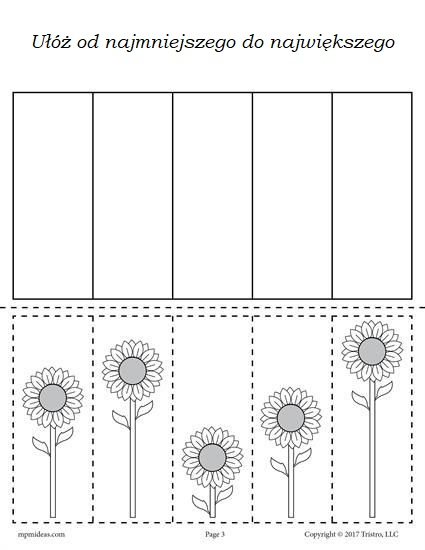 Ułóż od najmniejszego do największego
mpmideas.com Page 3 Copyright © 2017 Tristro, LLC